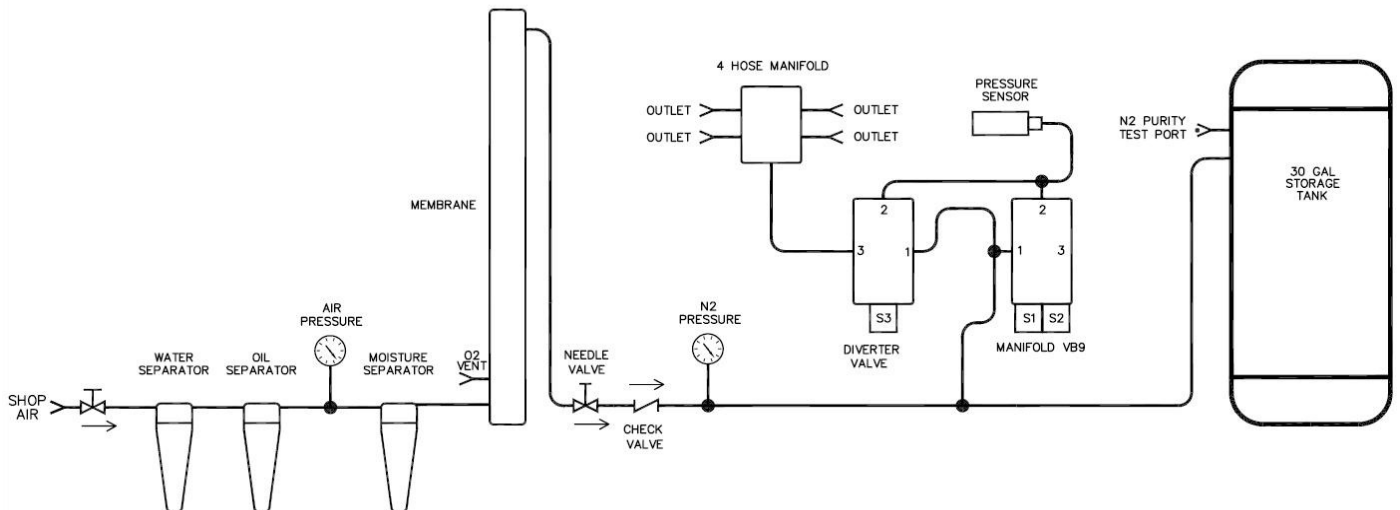 4 HOSE MANIFOLD
OUTLET
OUTLET
OUTLET
OUTLET
PRESSURE
SENSOR
N2 PURITY
TEST PORT
30 GAL
STORAGE
TANK
MEMBRANE
2
3
1
S3
DIVERTER
VALVE
2
1
3
S1
S2
MANIFOLD VB9
AIR
PRESSURE
N2
PRESSURE
WATER
SEPARATOR
OIL
SEPARATOR
MOISTURE
SEPARATOR
O2
VENT
NEEDLE
VALVE
SHOP
AIR
CHECK
VALVE